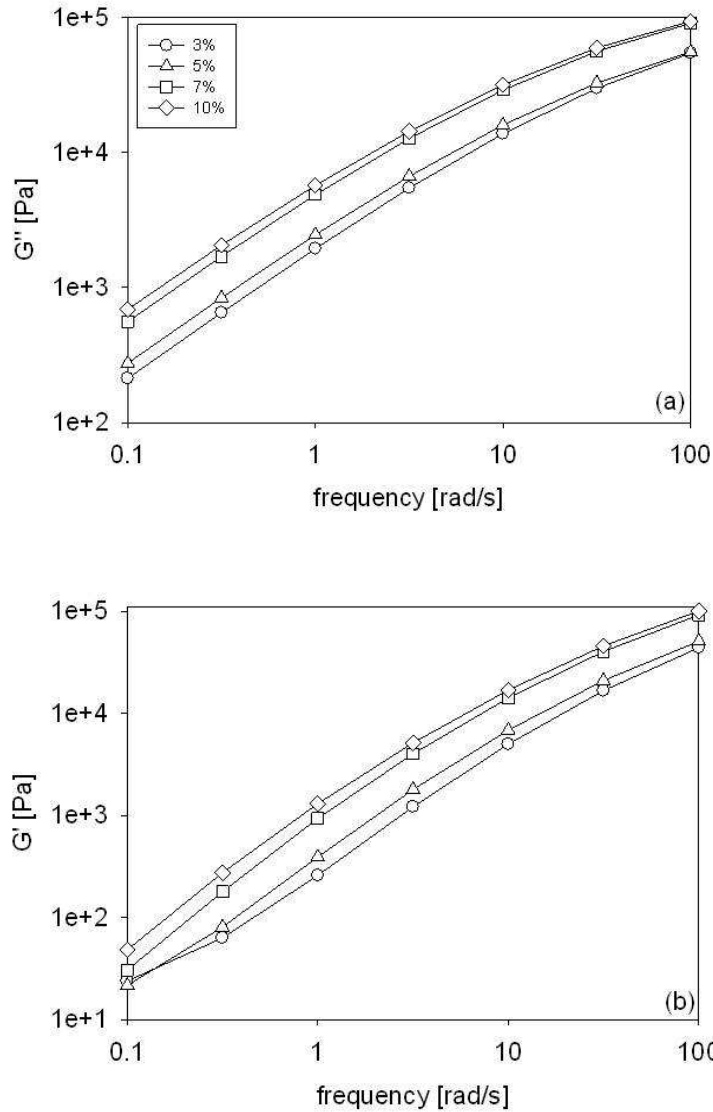 1e+5
3%
5%
7%
10%
1e+4
G'' [Pa]
1e+3
1e+2
(a)
0.1 1 10 100
frequency [rad/s]
1e+5
1e+4
G' [Pa]
1e+3
1e+2
1e+1
(b)
0.1 1 10 100
frequency [rad/s]